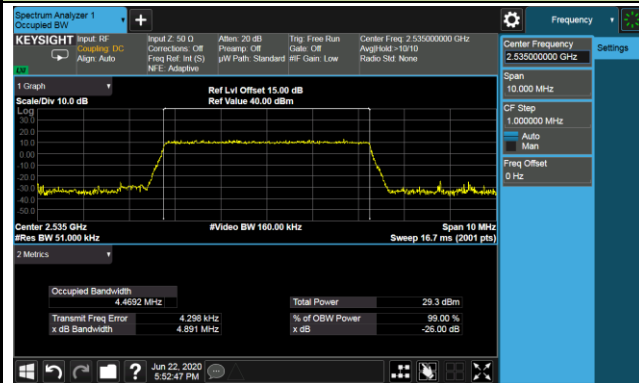 Spectrum Analyzer 1
Occupied BW
Frequency
KEYSIGHT Input: RF Input Z: 50 Ω Atten: 20 dB Trig: Free Run Center Freq: 2.535000000 GHz
Coupling: DC Corrections: Off Preamp: Off Gate: Off Avg|Hold:>10/10
Align: Auto Freq Ref: Int (S) µW Path: Standard #IF Gain: Low Radio Std: None
NFE: Adaptive
Center Frequency
2.535000000 GHz
Settings
Span
10.000 MHz
CF Step
1.000000 MHz
Auto
Man
Freq Offset
0 Hz
1 Graph
Ref Lvl Offset 15.00 dB
Scale/Div 10.0 dB Ref Value 40.00 dBm
Log
30.0
20.0
10.0
0.00
-10.0
-20.0
-30.0
-40.0
-50.0
Center 2.535 GHz #Video BW 160.00 kHz Span 10 MHz
#Res BW 51.000 kHz Sweep 16.7 ms (2001 pts)
2 Metrics
Occupied Bandwidth
4.4692 MHz Total Power 29.3 dBm
Transmit Freq Error 4.298 kHz % of OBW Power 99.00 %
x dB Bandwidth 4.891 MHz x dB -26.00 dB
Jun 22, 2020
5:52:47 PM